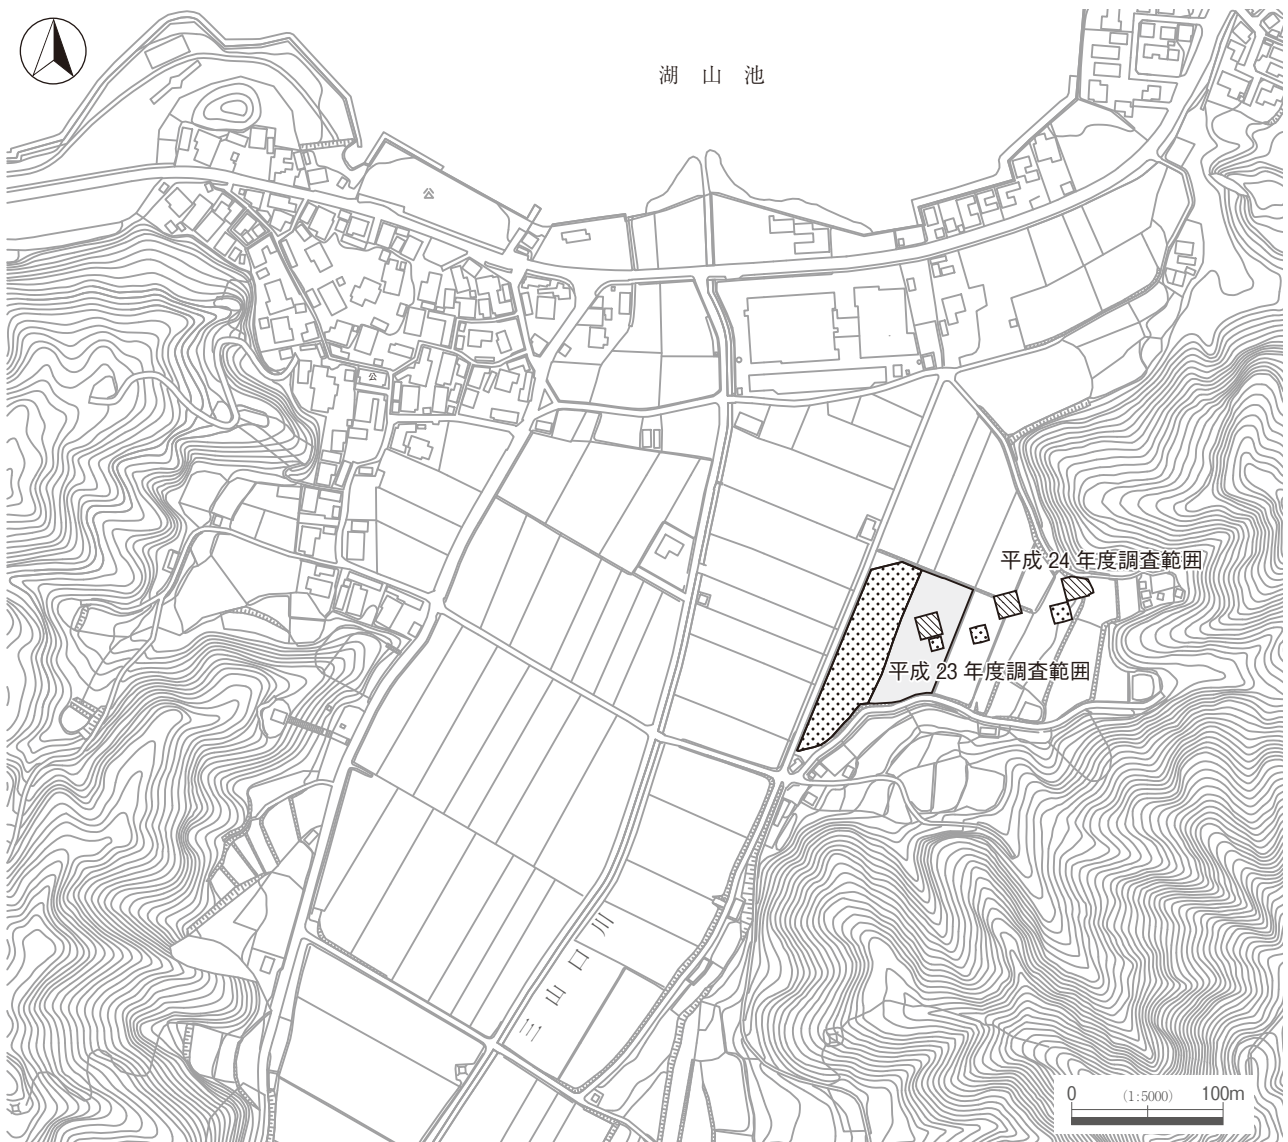 湖山池
公
公
平成 24 年度調査範囲
平成 23 年度調査範囲
三山口川
0 (1:5000) 100m